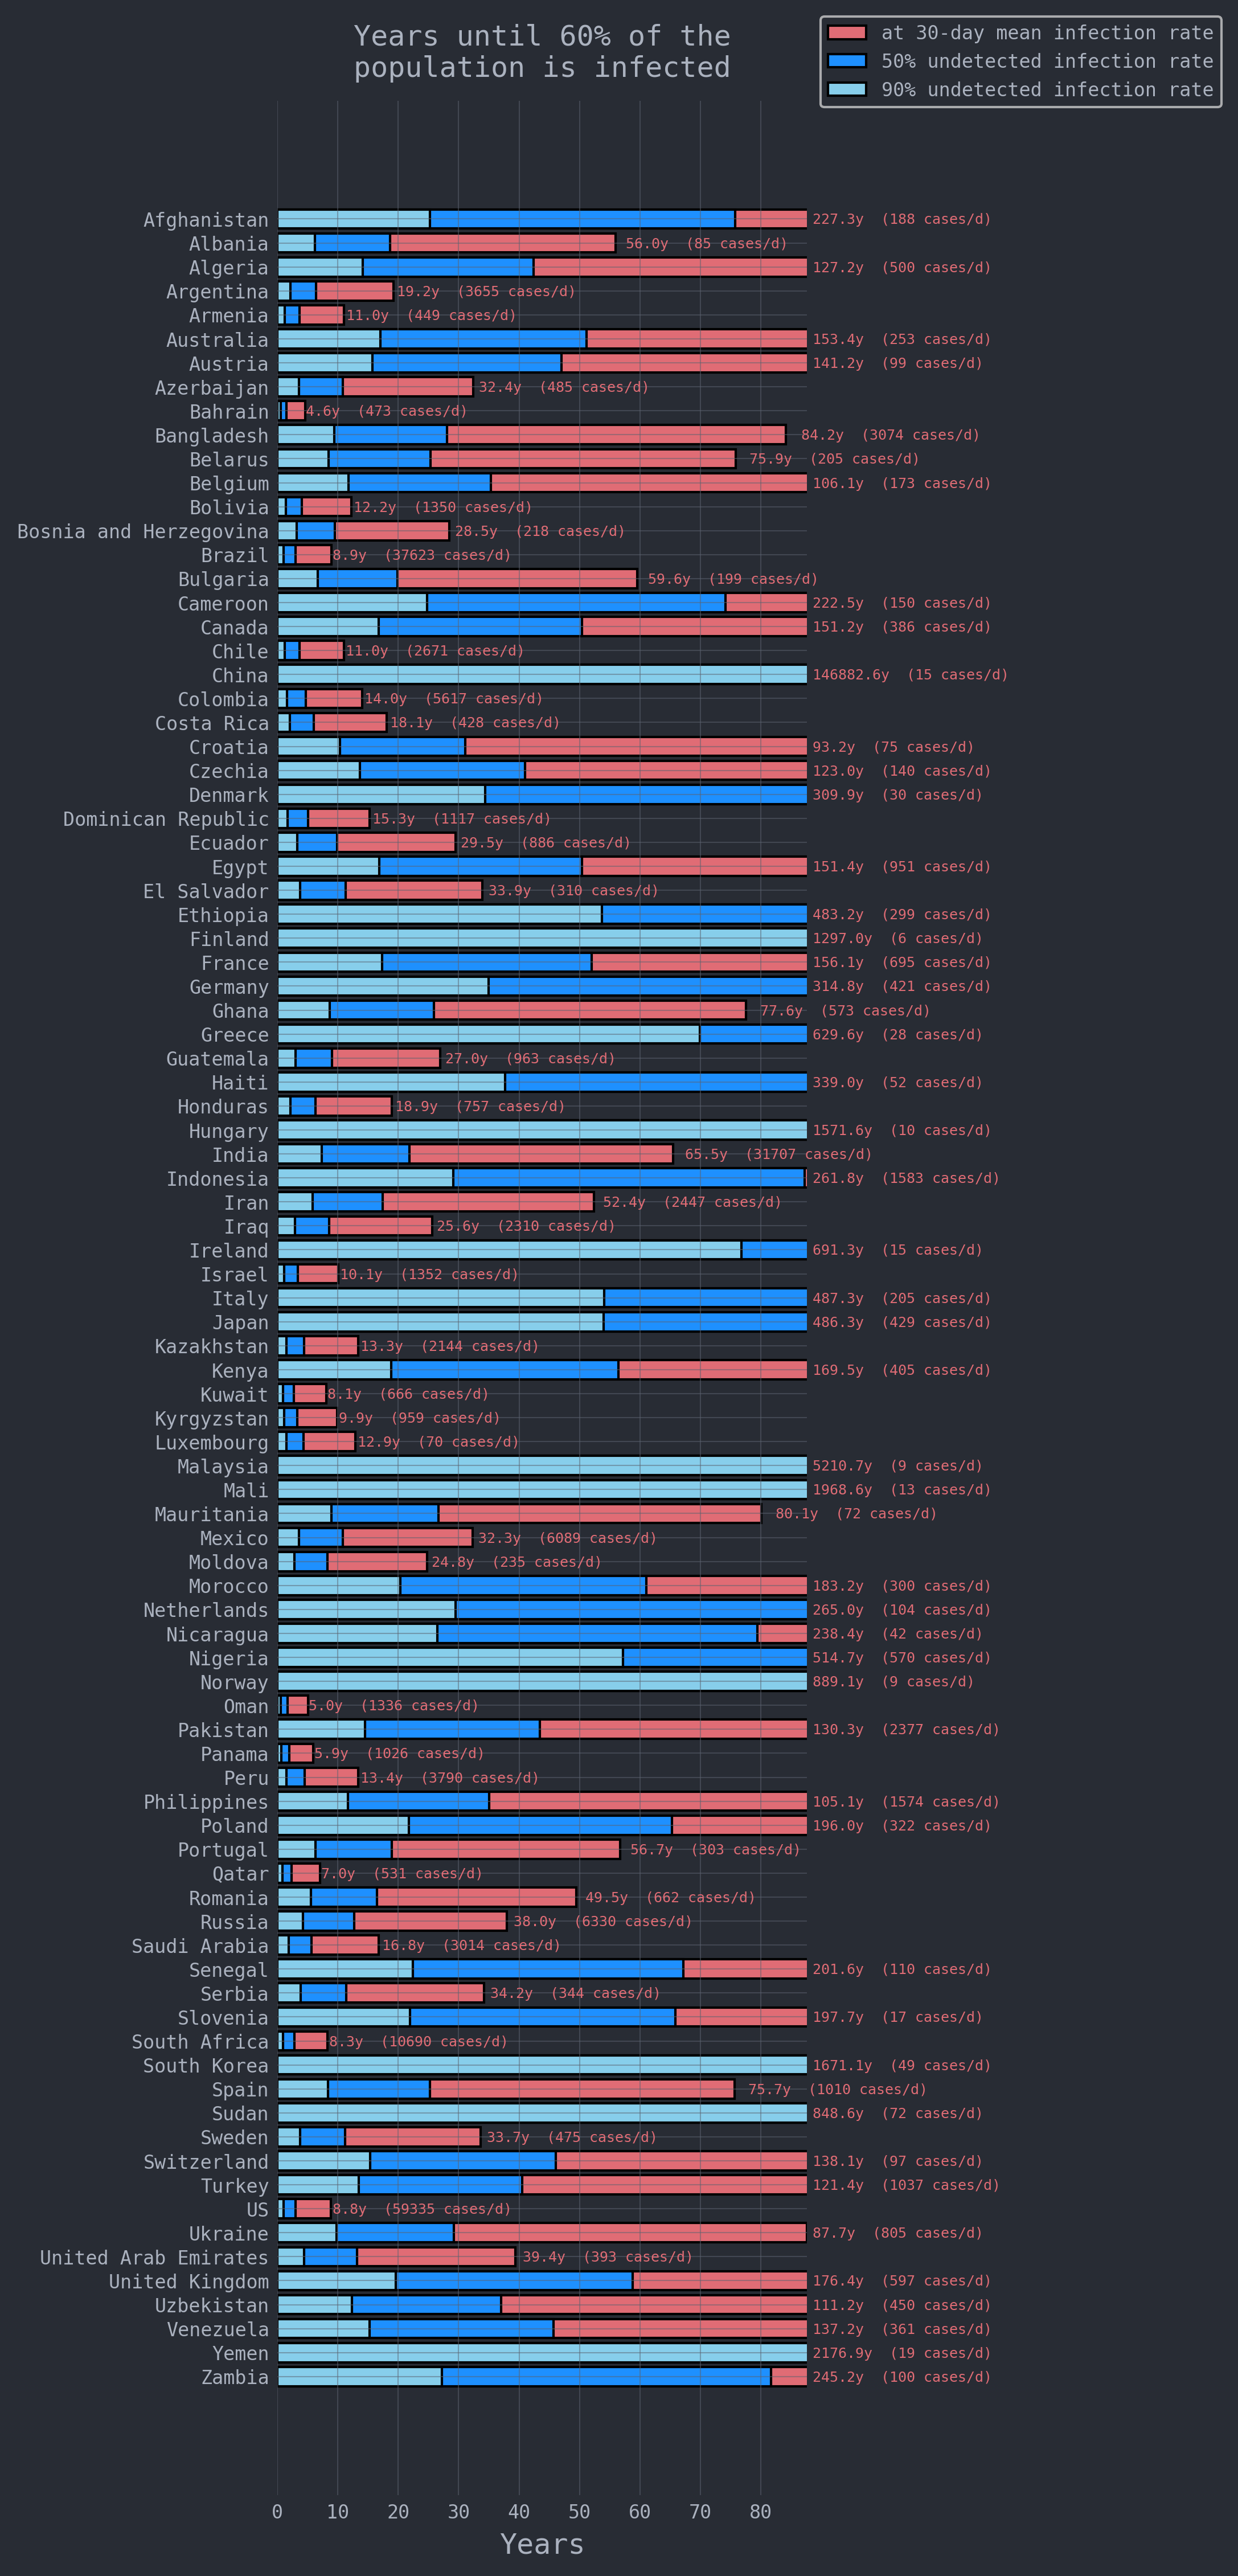 Years until 60% of the
population is infected
at 30-day mean infection rate
50% undetected infection rate
90% undetected infection rate
Afghanistan 227.3y (188 cases/d)
Albania 56.0y (85 cases/d)
Algeria 127.2y (500 cases/d)
Argentina 19.2y (3655 cases/d)
Armenia 11.0y (449 cases/d)
Australia 153.4y (253 cases/d)
Austria 141.2y (99 cases/d)
Azerbaijan 32.4y (485 cases/d)
Bahrain 4.6y (473 cases/d)
Bangladesh 84.2y (3074 cases/d)
Belarus 75.9y (205 cases/d)
Belgium 106.1y (173 cases/d)
Bolivia 12.2y (1350 cases/d)
Bosnia and Herzegovina 28.5y (218 cases/d)
Brazil 8.9y (37623 cases/d)
Bulgaria 59.6y (199 cases/d)
Cameroon 222.5y (150 cases/d)
Canada 151.2y (386 cases/d)
Chile 11.0y (2671 cases/d)
China 146882.6y (15 cases/d)
Colombia 14.0y (5617 cases/d)
Costa Rica 18.1y (428 cases/d)
Croatia 93.2y (75 cases/d)
Czechia 123.0y (140 cases/d)
Denmark 309.9y (30 cases/d)
Dominican Republic 15.3y (1117 cases/d)
Ecuador 29.5y (886 cases/d)
Egypt 151.4y (951 cases/d)
El Salvador 33.9y (310 cases/d)
Ethiopia 483.2y (299 cases/d)
Finland 1297.0y (6 cases/d)
France 156.1y (695 cases/d)
Germany 314.8y (421 cases/d)
Ghana 77.6y (573 cases/d)
Greece 629.6y (28 cases/d)
Guatemala 27.0y (963 cases/d)
Haiti 339.0y (52 cases/d)
Honduras 18.9y (757 cases/d)
Hungary 1571.6y (10 cases/d)
India 65.5y (31707 cases/d)
Indonesia 261.8y (1583 cases/d)
Iran 52.4y (2447 cases/d)
Iraq 25.6y (2310 cases/d)
Ireland 691.3y (15 cases/d)
Israel 10.1y (1352 cases/d)
Italy 487.3y (205 cases/d)
Japan 486.3y (429 cases/d)
Kazakhstan 13.3y (2144 cases/d)
Kenya 169.5y (405 cases/d)
Kuwait 8.1y (666 cases/d)
Kyrgyzstan 9.9y (959 cases/d)
Luxembourg 12.9y (70 cases/d)
Malaysia 5210.7y (9 cases/d)
Mali 1968.6y (13 cases/d)
Mauritania 80.1y (72 cases/d)
Mexico 32.3y (6089 cases/d)
Moldova 24.8y (235 cases/d)
Morocco 183.2y (300 cases/d)
Netherlands 265.0y (104 cases/d)
Nicaragua 238.4y (42 cases/d)
Nigeria 514.7y (570 cases/d)
Norway 889.1y (9 cases/d)
Oman 5.0y (1336 cases/d)
Pakistan 130.3y (2377 cases/d)
Panama 5.9y (1026 cases/d)
Peru 13.4y (3790 cases/d)
Philippines 105.1y (1574 cases/d)
Poland 196.0y (322 cases/d)
Portugal 56.7y (303 cases/d)
Qatar 7.0y (531 cases/d)
Romania 49.5y (662 cases/d)
Russia 38.0y (6330 cases/d)
Saudi Arabia 16.8y (3014 cases/d)
Senegal 201.6y (110 cases/d)
Serbia 34.2y (344 cases/d)
Slovenia 197.7y (17 cases/d)
South Africa 8.3y (10690 cases/d)
South Korea 1671.1y (49 cases/d)
Spain 75.7y (1010 cases/d)
Sudan 848.6y (72 cases/d)
Sweden 33.7y (475 cases/d)
Switzerland 138.1y (97 cases/d)
Turkey 121.4y (1037 cases/d)
US 8.8y (59335 cases/d)
Ukraine 87.7y (805 cases/d)
United Arab Emirates 39.4y (393 cases/d)
United Kingdom 176.4y (597 cases/d)
Uzbekistan 111.2y (450 cases/d)
Venezuela 137.2y (361 cases/d)
Yemen 2176.9y (19 cases/d)
Zambia 245.2y (100 cases/d)
0 10 20 30 40 50 60 70 80
Years